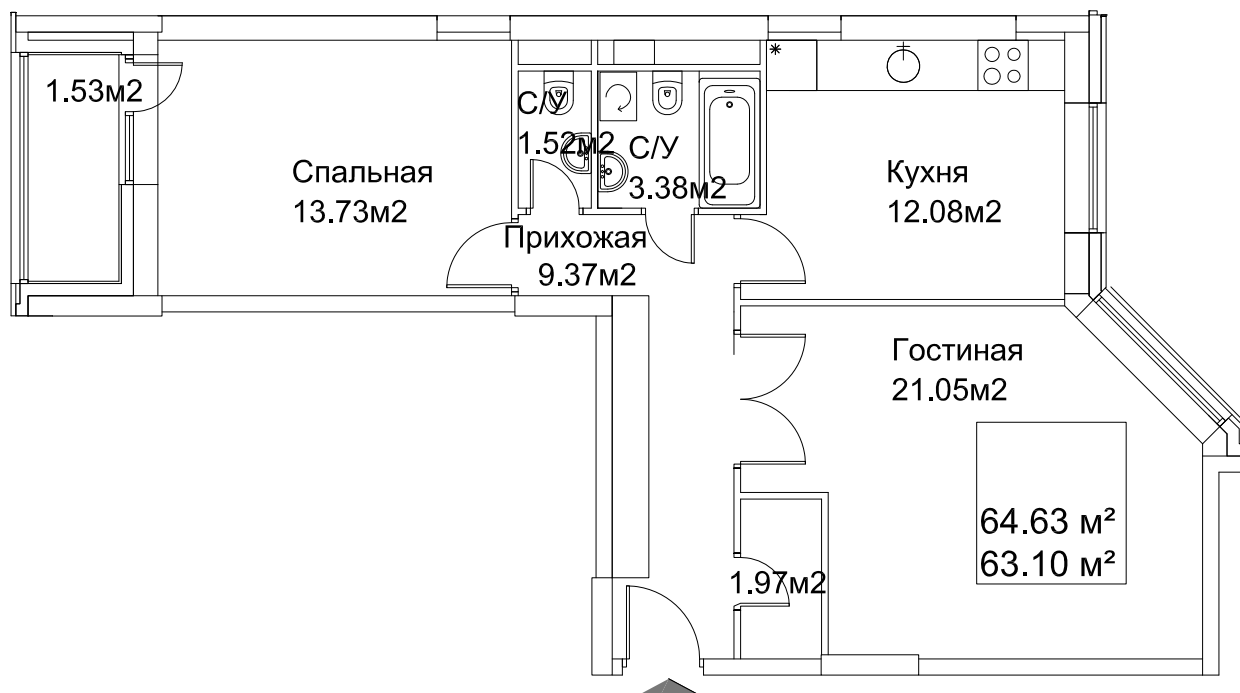 1.53м2
Спальная
13.73м2
С/У
1.52м2
С/У
3.38м2
Кухня
12.08м2
Прихожая
9.37м2
Гостиная
21.05м2
1.97м2
64.63 м²
63.10 м²